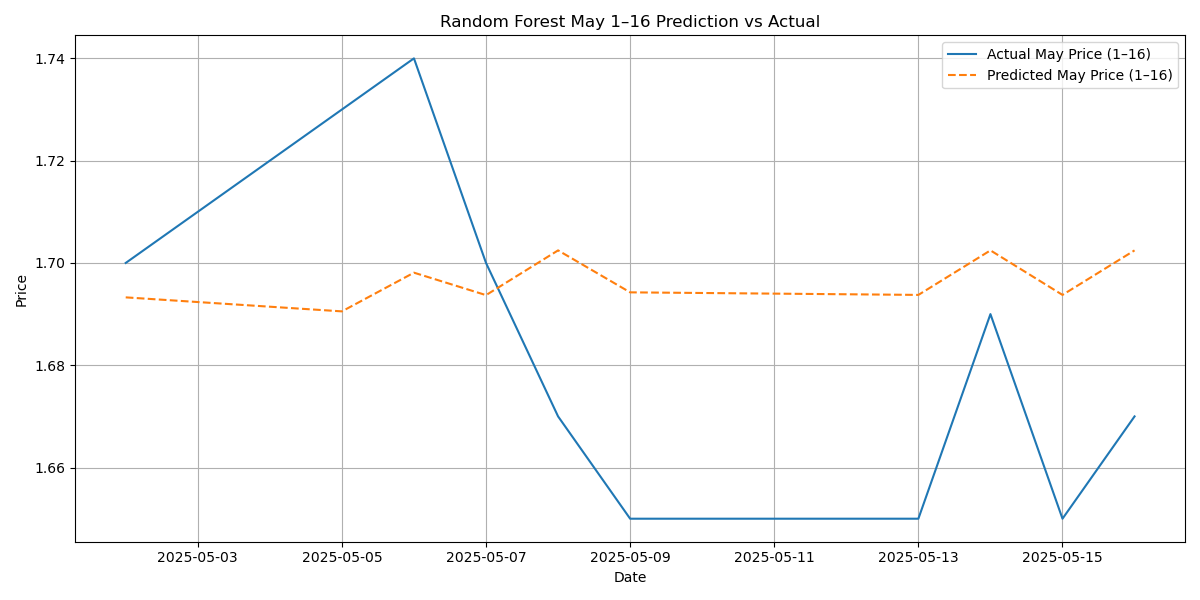 Random Forest May 1–16 Prediction vs Actual
Actual May Price (1–16)
Predicted May Price (1–16)
Price
1.74
1.72
1.70
1.68
1.66
2025-05-03
2025-05-05
2025-05-07
2025-05-09
2025-05-11
2025-05-13
2025-05-15
Date